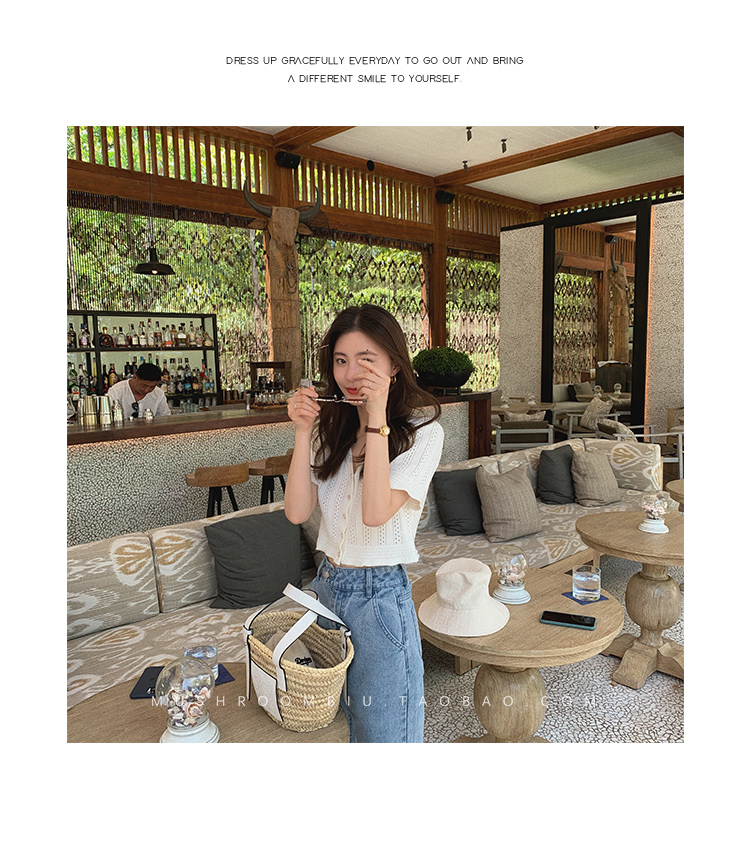 DRESS UP GRACEFULLY EVERYDAY TO GO OUT AND BRING
A DIFFERENT SMILE TO YOURSELF.
MUSHROOMBIU.TAOBAO.COM